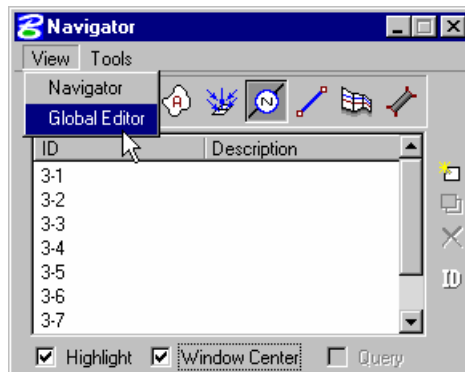 Navigator
View Tools
Navigator
Global Editor
A
N
ID Description
3-1
3-2
3-3
3-4
3-5
3-6
3-7
ID
Highlight Window Center Query